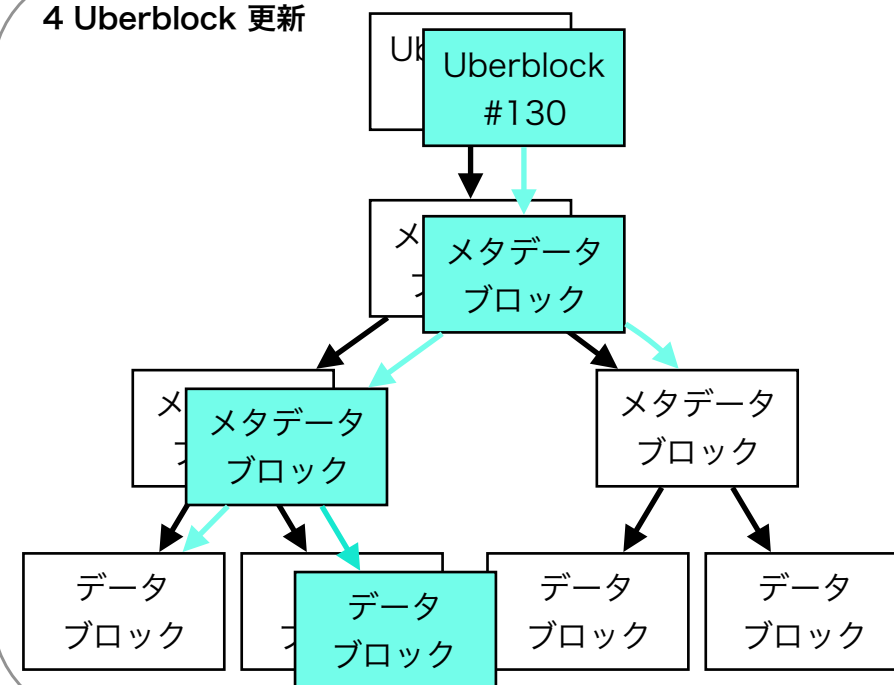 4 Uberblock 更新
Uberblock
#130
メタデータ
ブロック
メタデータ
ブロック
メタデータ
ブロック
データ
ブロック
データ
ブロック
データ
ブロック
データ
ブロック